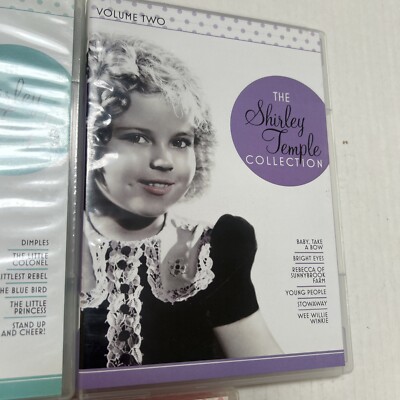 VOLUME TWO
THE
Shirley
Temple
COLLECTION
BABY, TAKE
A BOW
BRIGHT EYES
REBECCA OF
SUNNYBROOK
FARM
YOUNG PEOPLE
STOWAWAY
WEE WILLIE
WINKIE
DIMPLES
THE LITTLE
COLONEL
LITTLEST REBEL
THE BLUE BIRD
THE LITTLE
PRINCESS
STAND UP
AND CHEER!